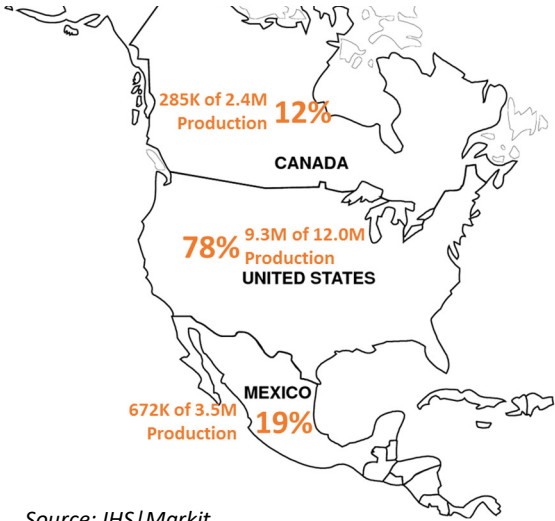 285K of 2.4M
Production
12%
CANADA
78%
9.3M of 12.0M
Production
UNITED STATES
MEXICO
672K of 3.5M
Production
19%
Source: IHS|Markit